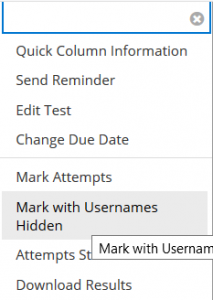 Quick Column Information
Send Reminder
Edit Test
Change Due Date
Mark Attempts
Mark with Usernames
Hidden
Mark with Usernam
Attempts St
Download Results